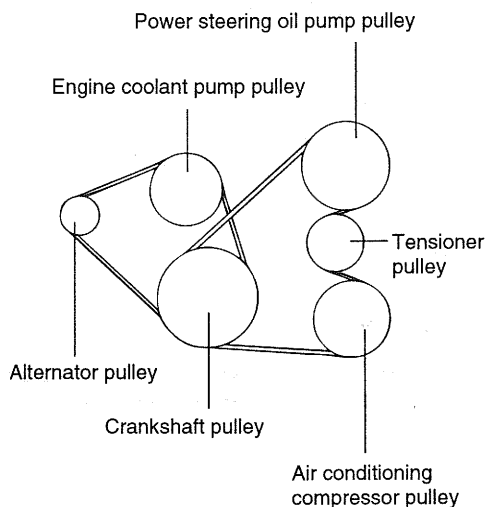 Power steering oil pump pulley
Engine coolant pump pulley
Tensioner
pulley
Alternator pulley
Crankshaft pulley
Air conditioning
compressor pulley